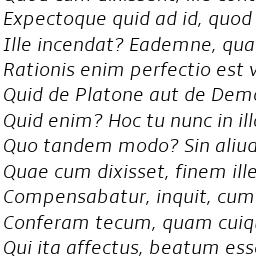 Expectoque quid ad id, quod
Ille incendat? Eademne, qua
Rationis enim perfectio est
Quid de Platone aut de Dem
Quid enim? Hoc tu nunc in ill
Quo tandem modo? Sin aliud
Quae cum dixisset, finem ille
Compensabatur, inquit, cum
Conferam tecum, quam cuiq
Qui ita affectus, beatum ess